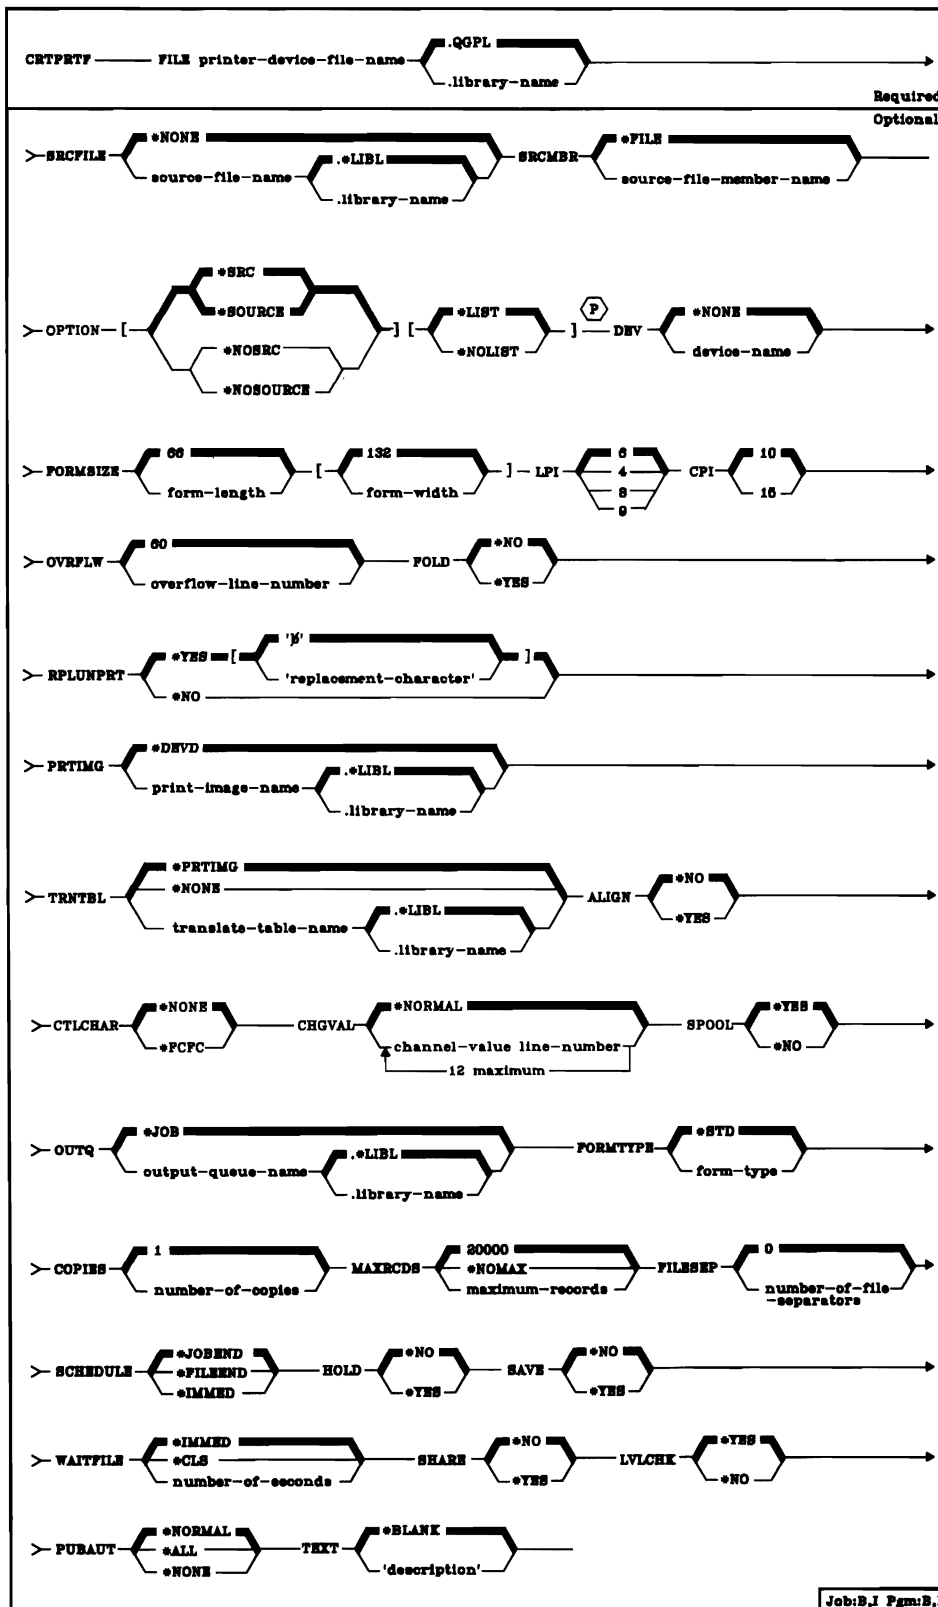 .QGPL
CRTPRTF FILE printer-device-file-name
.library-name
Required
Optional
*NONE *FILE
.*LIBL
SRCFILE SRCMBR
source-file-name source-file-member-name
.library-name
*SRC
*SOURCE *LIST P *NONE
OPTION [ ] [ ] DEV
*NOSRC *NOLIST device-name
*NOSOURCE
66 132 6 10
FORMSIZE [ ] LPI 4 CPI
form-length form-width 8 15
9
60 *NO
OVRFLW FOLD
overflow-line-number *YES
'b'
*YES [ ]
RPLUNPRT 'replacement-character'
*NO
*DEVD
.*LIBL
PRTIMG
print-image-name
.library-name
*PRTIMG
*NONE *NO
TRNTBL ALIGN
.*LIBL *YES
translate-table-name
.library-name
*NONE *NORMAL *YES
CTLCHAR CHGVAL SPOOL
*FCFC channel-value line-number *NO
12 maximum
*JOB *STD
.*LIBL
OUTQ FORMTYPE
output-queue-name form-type
.library-name
1 20000 0
COPIES MAXRCDS *NOMAX FILESEP
number-of-copies maximum-records number-of-file
-separators
*JOBEND *NO *NO
SCHEDULE *FILEEND HOLD SAVE
*IMMED *YES *YES
*IMMED *NO *YES
WAITFILE *CLS SHARE LVLCHK
number-of-seconds *YES *NO
*NORMAL *BLANK
PUBAUT *ALL TEXT
*NONE 'description'
Job:B,I Pgm:B,